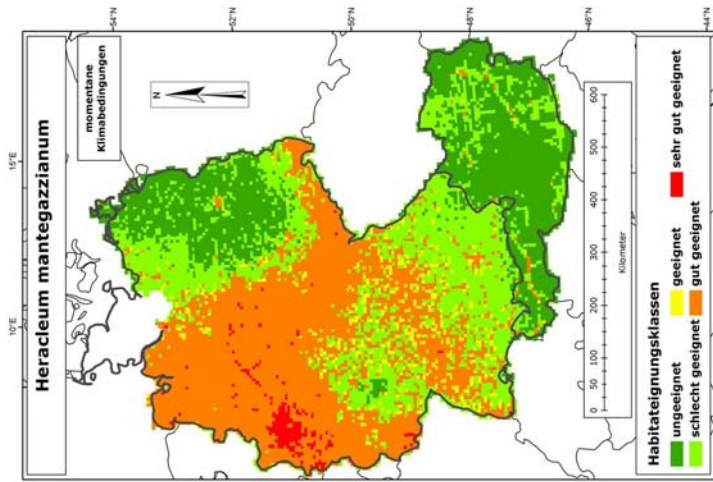 Heracleum mantegazzianum
momentane
Klimabedingungen
N
10°E
15°E
54°N
52°N
50°N
48°N
46°N
44°N
0 50 100 150 200 300 400 500 600
Kilometer
Habitateignungsklassen
ungeeignet
geeignet
sehr gut geeignet
schlecht geeignet
gut geeignet